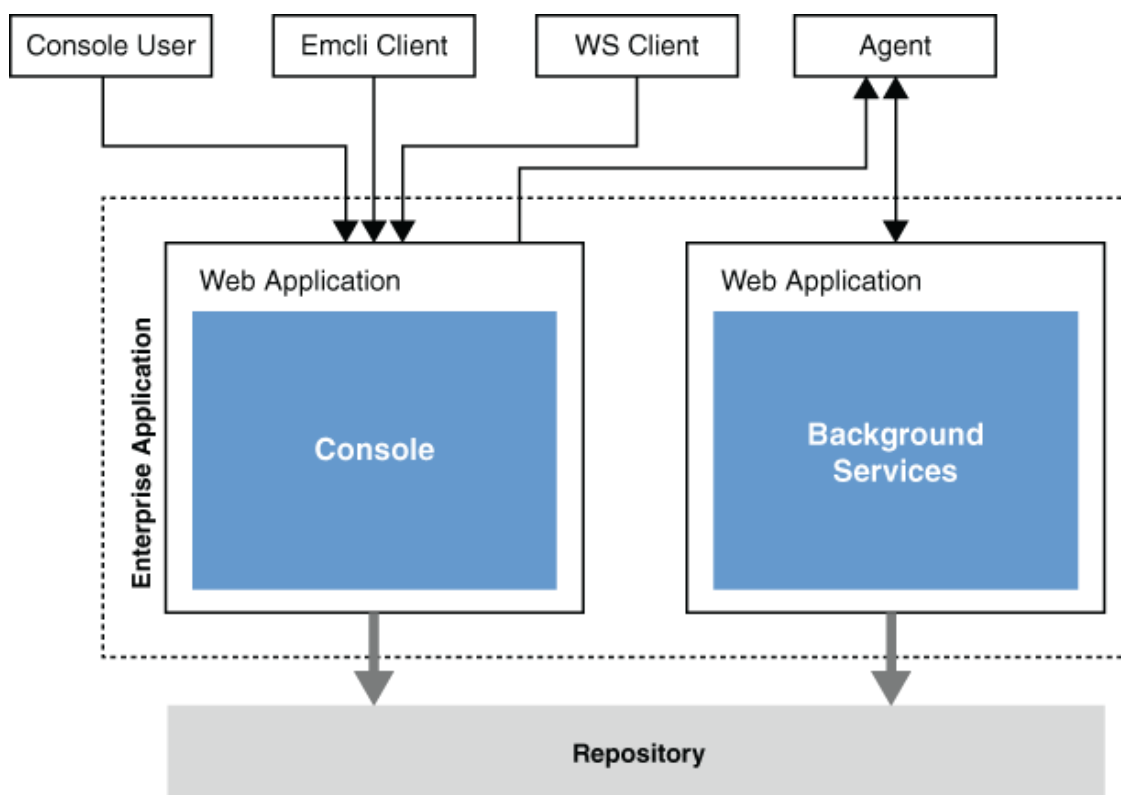 Console User
Emcli Client
WS Client
Agent
Enterprise Application
Web Application
Console
Web Application
Background
Services
Repository